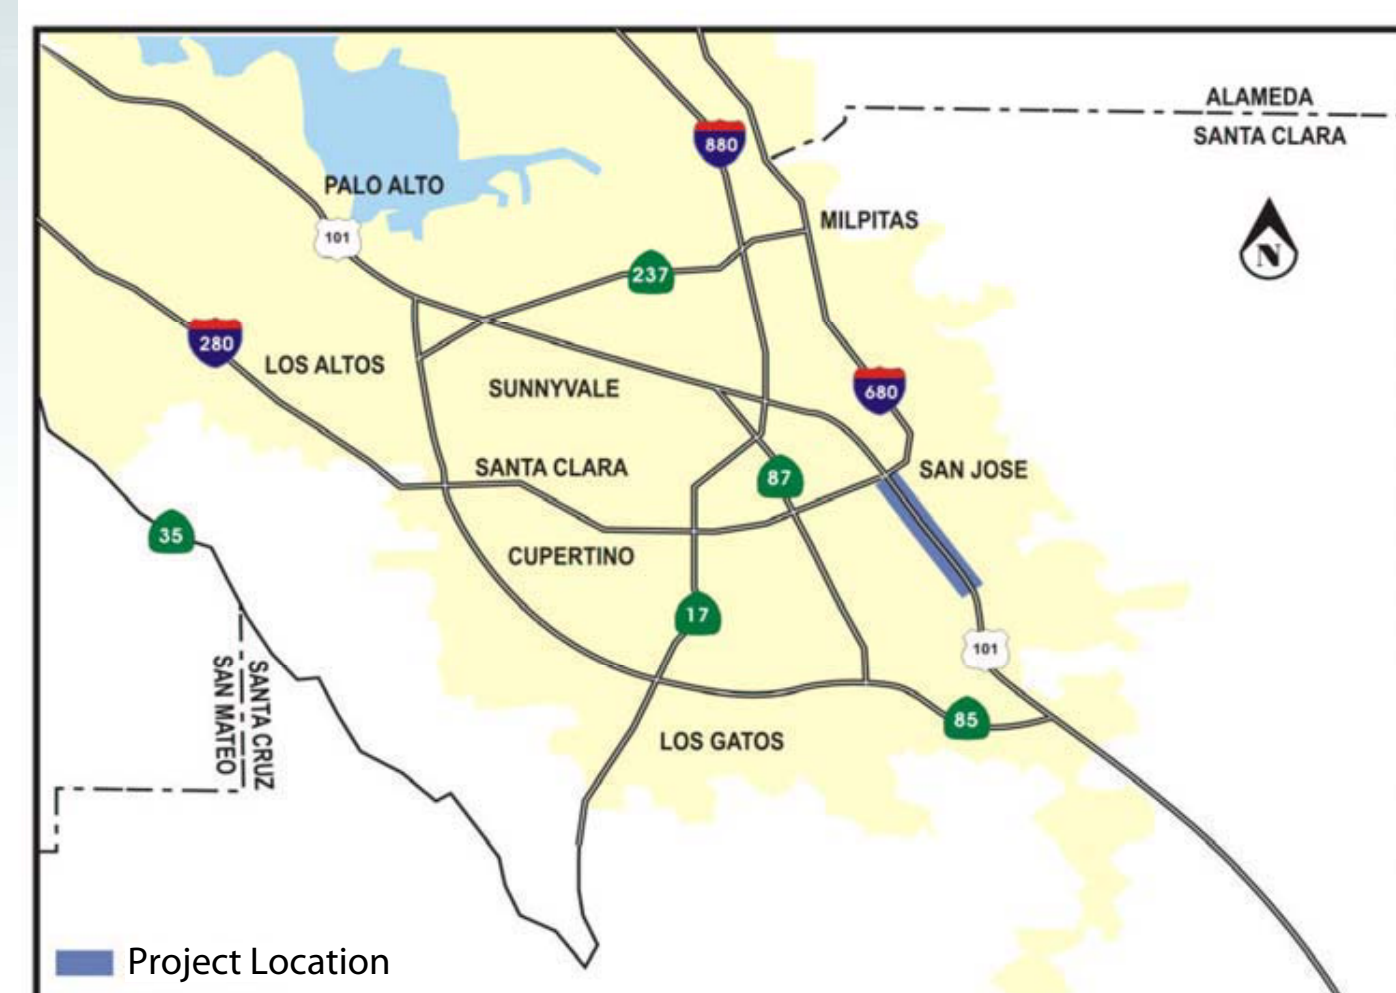 ALAMEDA
SANTA CLARA
880
PALO ALTO
MILPITAS
101
N
237
280
LOS ALTOS
SUNNYVALE
680
SANTA CLARA
87
SAN JOSE
35
CUPERTINO
17
101
SANTA CRUZ
SAN MATEO
85
LOS GATOS
Project Location